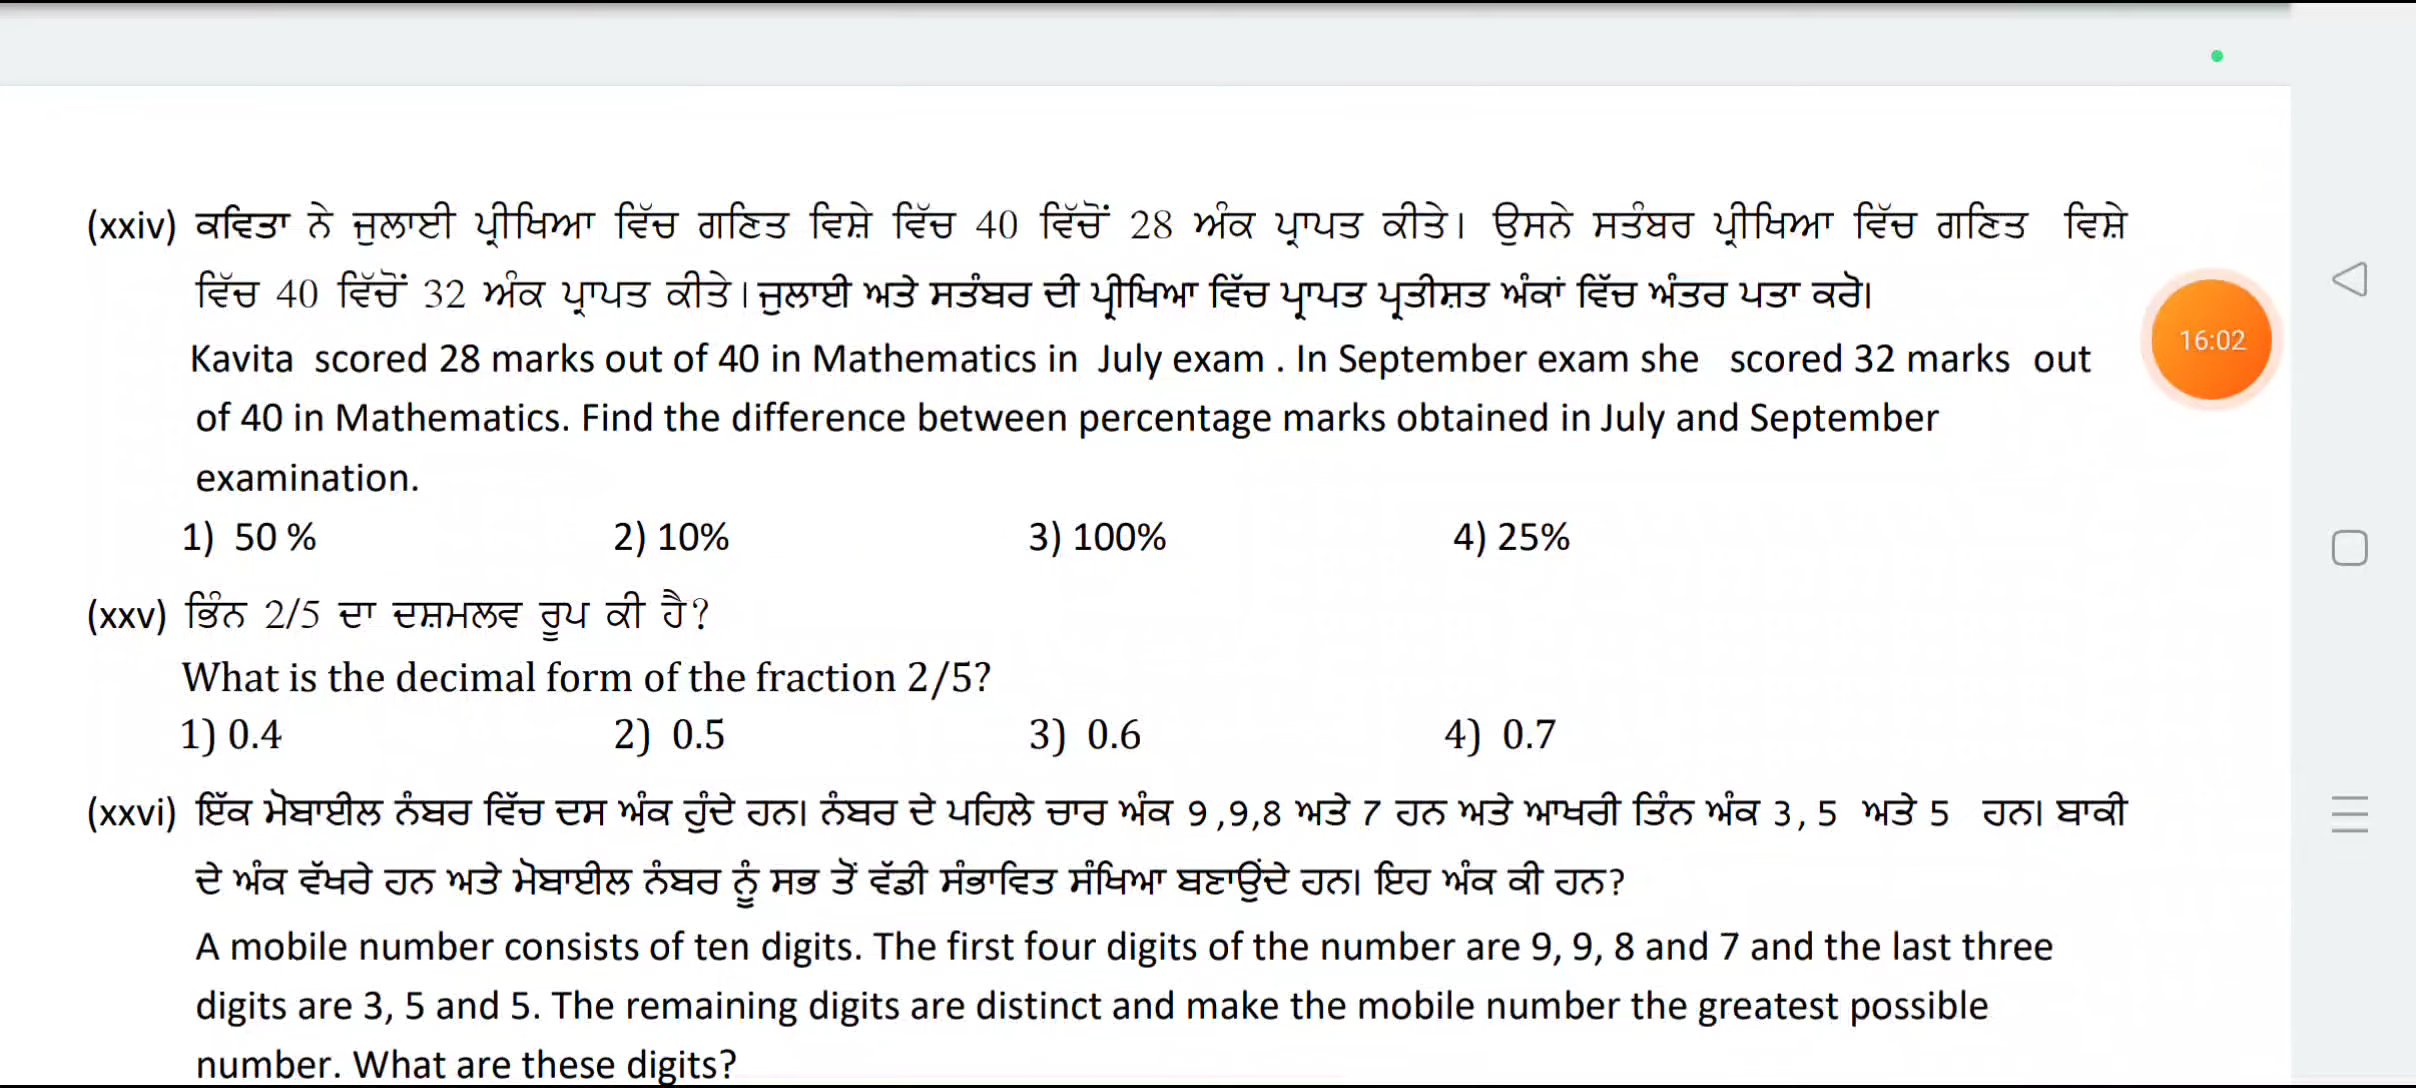 (xxiv) ਕਵਿਤਾ ਨੇ ਜੁਲਾਈ ਪ੍ਰੀਖਿਆ ਵਿੱਚ ਗਣਿਤ ਵਿਸ਼ੇ ਵਿੱਚ 40 ਵਿੱਚੋਂ 28 ਅੰਕ ਪ੍ਰਾਪਤ ਕੀਤੇ। ਉਸਨੇ ਸਤੰਬਰ ਪ੍ਰੀਖਿਆ ਵਿੱਚ ਗਣਿਤ ਵਿਸ਼ੇ
ਵਿੱਚ 40 ਵਿੱਚੋਂ 32 ਅੰਕ ਪ੍ਰਾਪਤ ਕੀਤੇ। ਜੁਲਾਈ ਅਤੇ ਸਤੰਬਰ ਦੀ ਪ੍ਰੀਖਿਆ ਵਿੱਚ ਪ੍ਰਾਪਤ ਪ੍ਰਤੀਸ਼ਤ ਅੰਕਾਂ ਵਿੱਚ ਅੰਤਰ ਪਤਾ ਕਰੋ।
16:02
Kavita scored 28 marks out of 40 in Mathematics in July exam . In September exam she scored 32 marks out
of 40 in Mathematics. Find the difference between percentage marks obtained in July and September
examination.
1) 50 % 2) 10% 3) 100% 4) 25%
(xxv) ਭਿੰਨ 2/5 ਦਾ ਦਸ਼ਮਲਵ ਰੂਪ ਕੀ ਹੈ?
What is the decimal form of the fraction 2/5?
1) 0.4 2) 0.5 3) 0.6 4) 0.7
(xxvi) ਇੱਕ ਮੋਬਾਈਲ ਨੰਬਰ ਵਿੱਚ ਦਸ ਅੰਕ ਹੁੰਦੇ ਹਨ। ਨੰਬਰ ਦੇ ਪਹਿਲੇ ਚਾਰ ਅੰਕ 9 ,9,8 ਅਤੇ 7 ਹਨ ਅਤੇ ਆਖਰੀ ਤਿੰਨ ਅੰਕ 3, 5 ਅਤੇ 5 ਹਨ। ਬਾਕੀ
ਦੇ ਅੰਕ ਵੱਖਰੇ ਹਨ ਅਤੇ ਮੋਬਾਈਲ ਨੰਬਰ ਨੂੰ ਸਭ ਤੋਂ ਵੱਡੀ ਸੰਭਾਵਿਤ ਸੰਖਿਆ ਬਣਾਉਂਦੇ ਹਨ। ਇਹ ਅੰਕ ਕੀ ਹਨ?
A mobile number consists of ten digits. The first four digits of the number are 9, 9, 8 and 7 and the last three
digits are 3, 5 and 5. The remaining digits are distinct and make the mobile number the greatest possible
number. What are these digits?